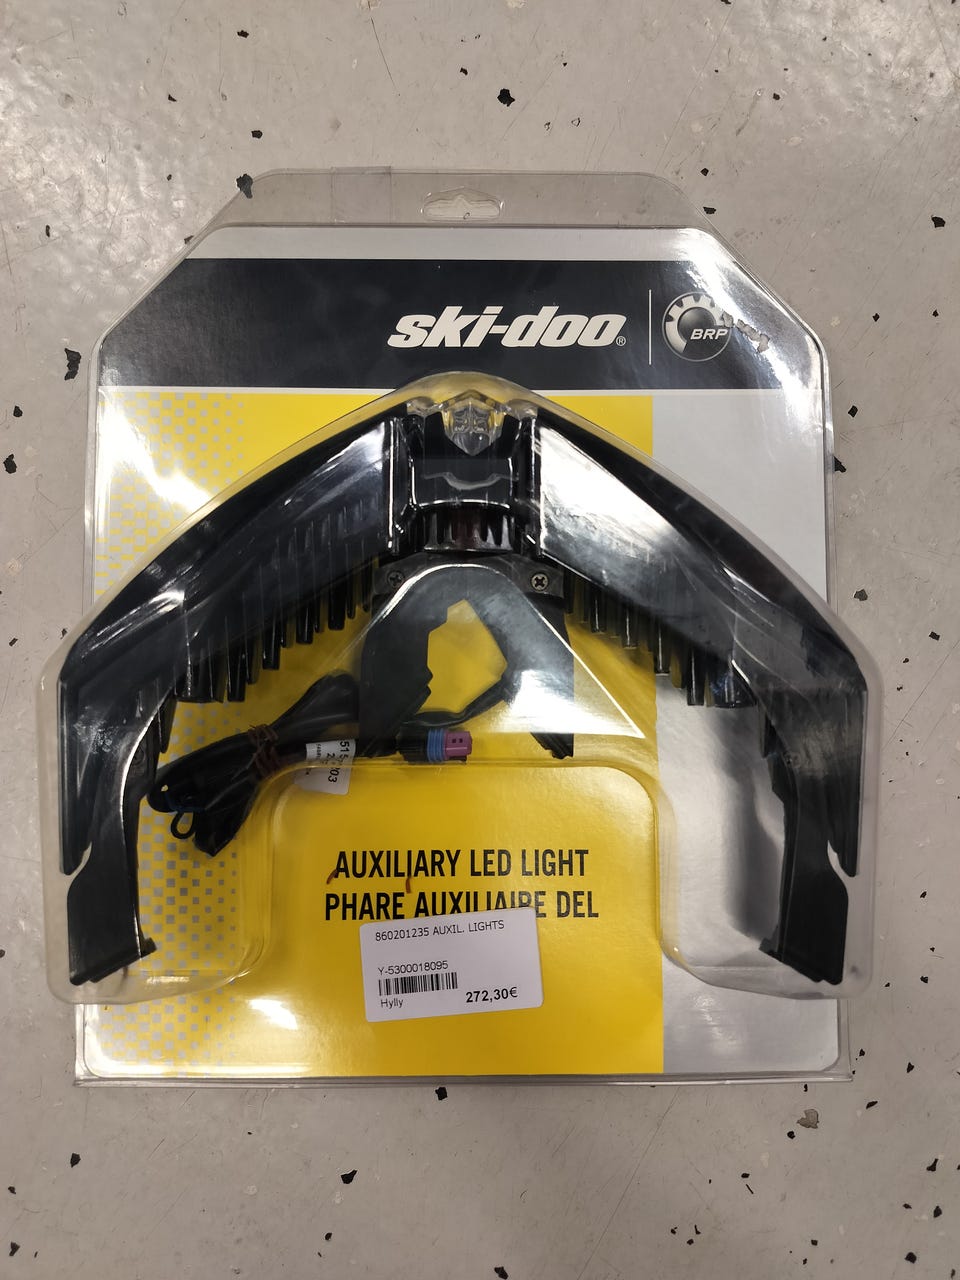 ski-doo®
BRP
AUXILIARY LED LIGHT
PHARE AUXILIAIRE DEL
860201235 AUXIL. LIGHTS
Y-5300018095
Hylly
272,30€